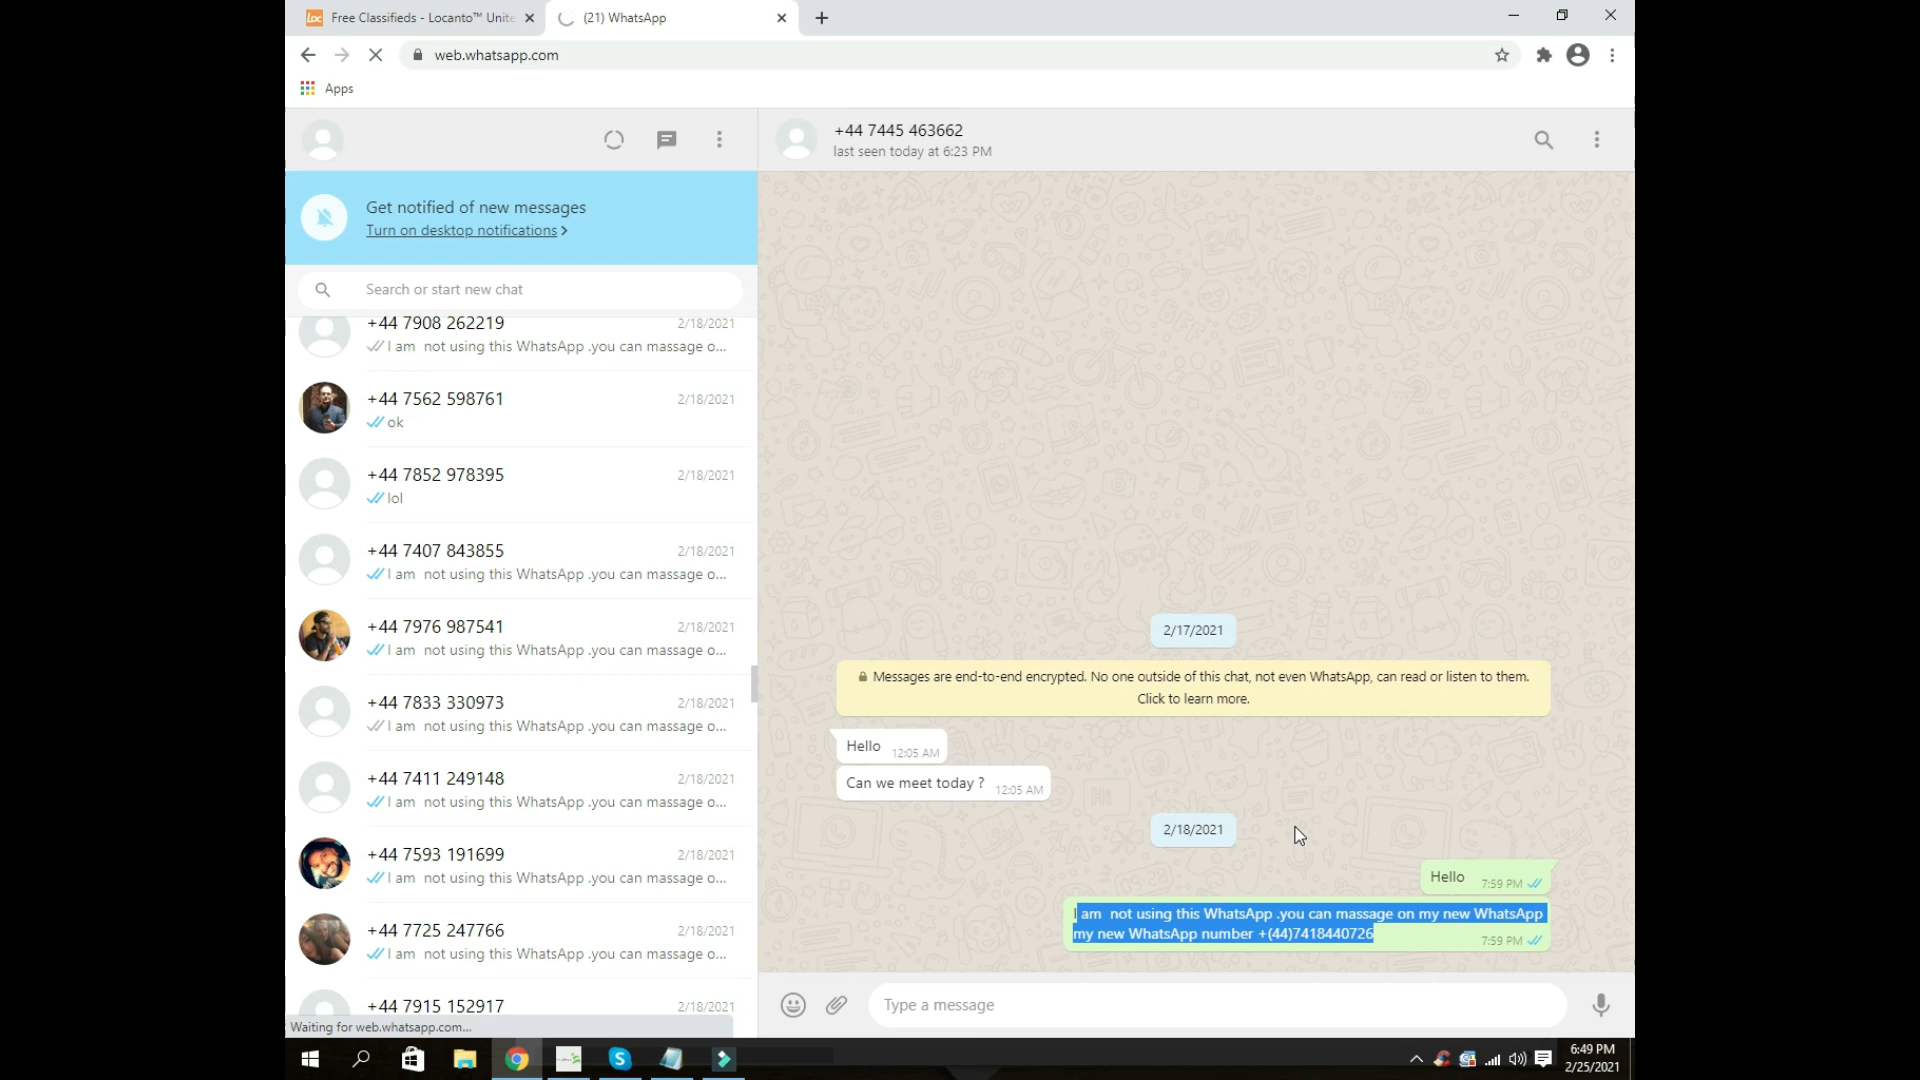 Free Classifieds - Locanto™ Unite
(21) WhatsApp
web.whatsapp.com
Apps
+44 7445 463662
last seen today at 6:23 PM
Get notified of new messages
Turn on desktop notifications >
Search or start new chat
+44 7908 262219 2/18/2021
I am  not using this WhatsApp .you can massage o...
+44 7562 598761 2/18/2021
ok
+44 7852 978395 2/18/2021
lol
+44 7407 843855 2/18/2021
I am  not using this WhatsApp .you can massage o...
+44 7976 987541 2/18/2021
I am  not using this WhatsApp .you can massage o...
+44 7833 330973 2/18/2021
I am  not using this WhatsApp .you can massage o...
+44 7411 249148 2/18/2021
I am  not using this WhatsApp .you can massage o...
+44 7593 191699 2/18/2021
I am  not using this WhatsApp .you can massage o...
+44 7725 247766 2/18/2021
I am  not using this WhatsApp .you can massage o...
+44 7915 152917 2/18/2021
Waiting for web.whatsapp.com...
2/17/2021
Messages are end-to-end encrypted. No one outside of this chat, not even WhatsApp, can read or listen to them.
Click to learn more.
Hello 12:05 AM
Can we meet today ? 12:05 AM
2/18/2021
Hello 7:59 PM
I am  not using this WhatsApp .you can massage on my new WhatsApp
my new WhatsApp number +(44)7418440726 7:59 PM
Type a message
6:49 PM
2/25/2021